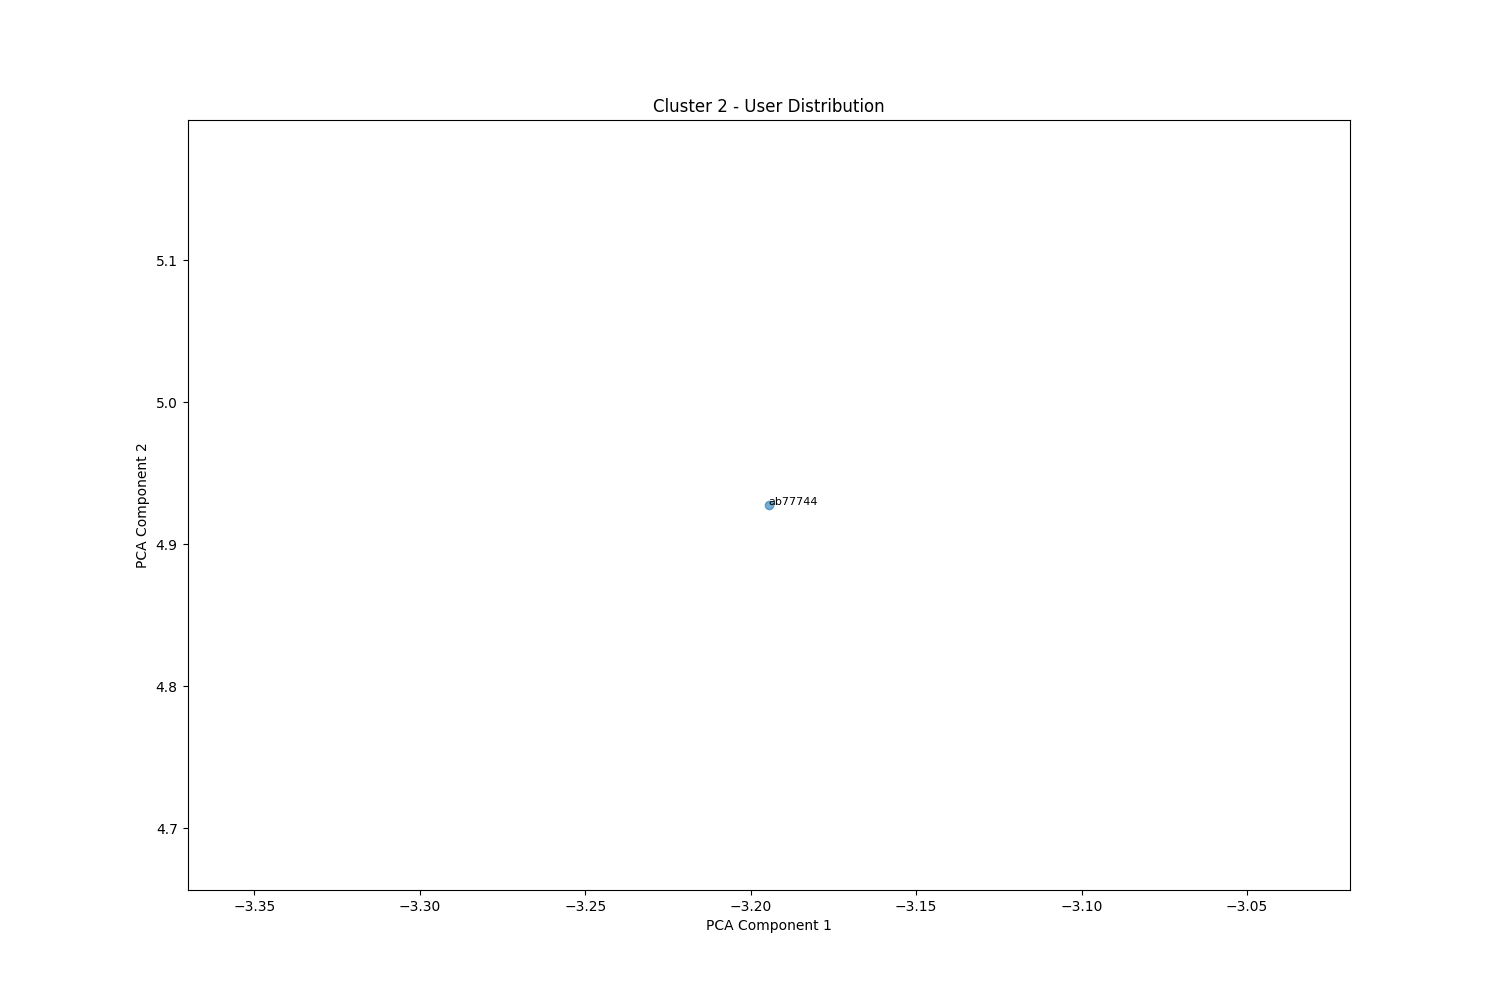 Cluster 2 - User Distribution
5.1
5.0
4.9
4.8
4.7
PCA Component 2
ab77744
−3.35 −3.30 −3.25 −3.20 −3.15 −3.10 −3.05
PCA Component 1